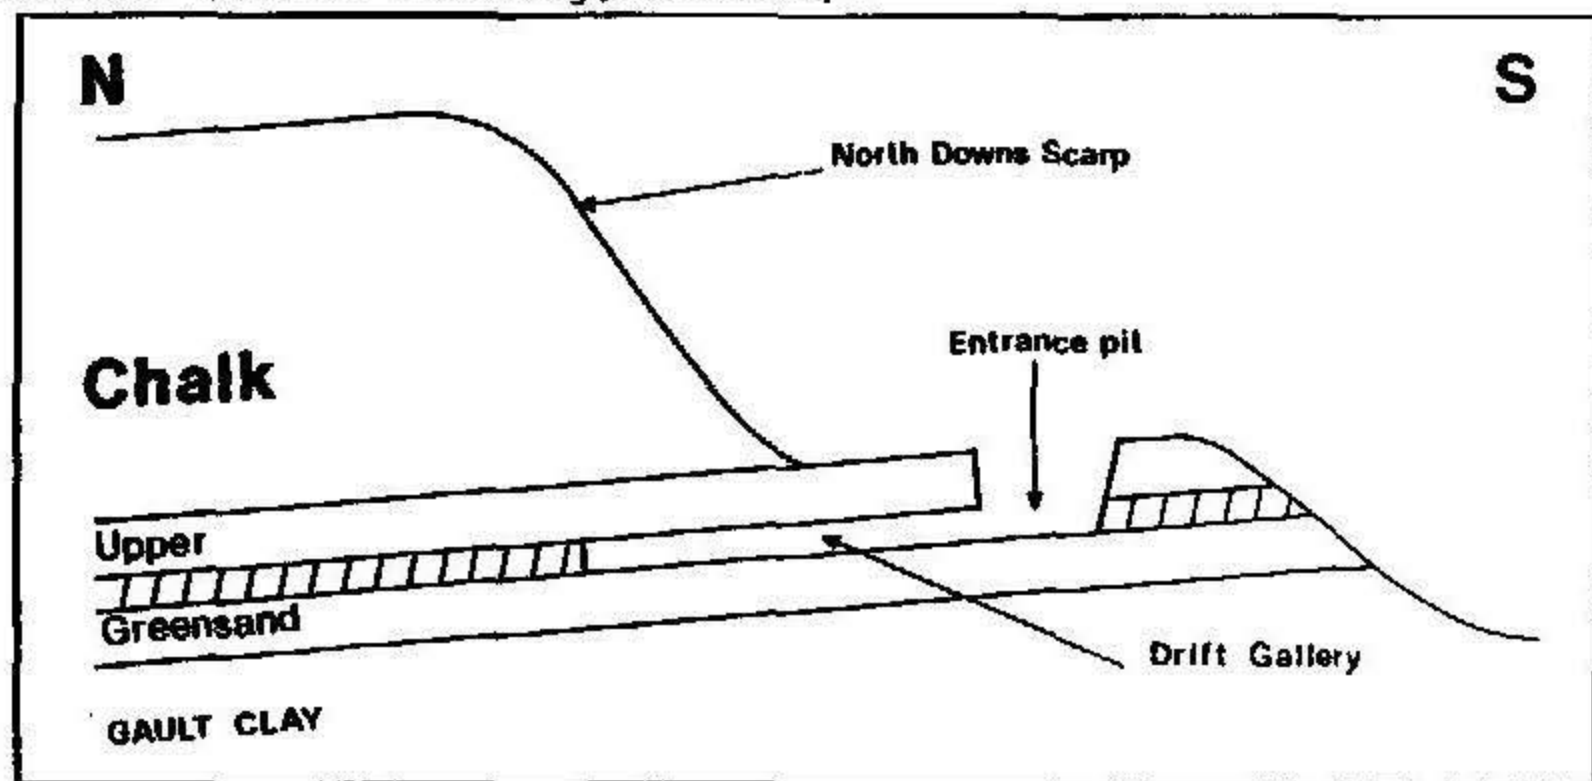 N
S
North Downs Scarp
Entrance pit
Chalk
Upper
Greensand
Drift Gallery
GAULT CLAY